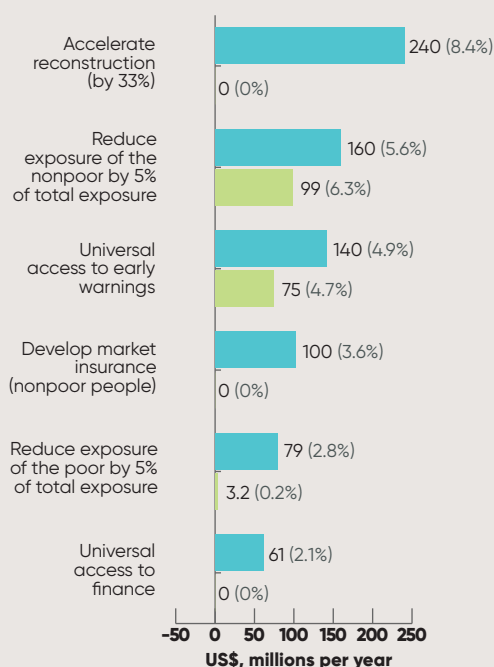 Accelerate
reconstruction
(by 33%)
240 (8.4%)
0 (0%)
Reduce
exposure of the
nonpoor by 5%
of total exposure
160 (5.6%)
99 (6.3%)
Universal
access to early
warnings
140 (4.9%)
75 (4.7%)
Develop market
insurance
(nonpoor people)
100 (3.6%)
0 (0%)
Reduce exposure
of the poor by 5%
of total exposure
79 (2.8%)
3.2 (0.2%)
Universal
access to
finance
61 (2.1%)
0 (0%)
-50 0 50 100 150 200 250
US$, millions per year